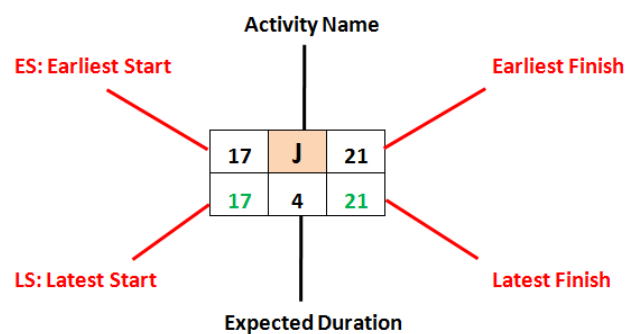 Activity Name
ES: Earliest Start
Earliest Finish
17 J 21
17 4 21
LS: Latest Start
Latest Finish
Expected Duration